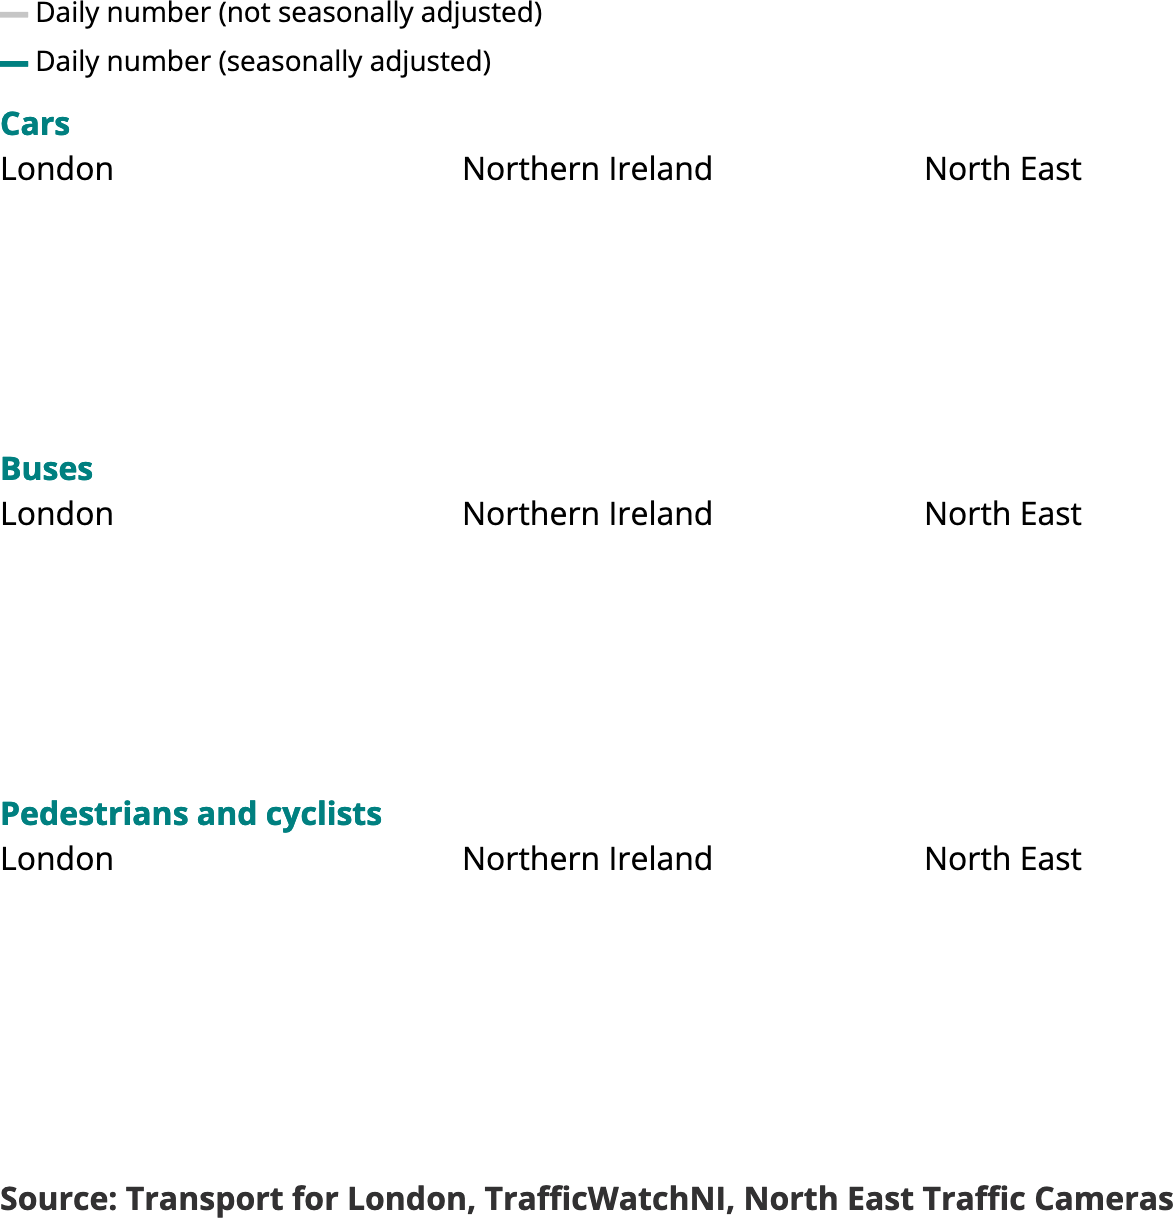 Daily number (not seasonally adjusted)
Daily number (seasonally adjusted)
Cars
London Northern Ireland North East
Buses
London Northern Ireland North East
Pedestrians and cyclists
London Northern Ireland North East
Source: Transport for London, TrafficWatchNI, North East Traffic Cameras